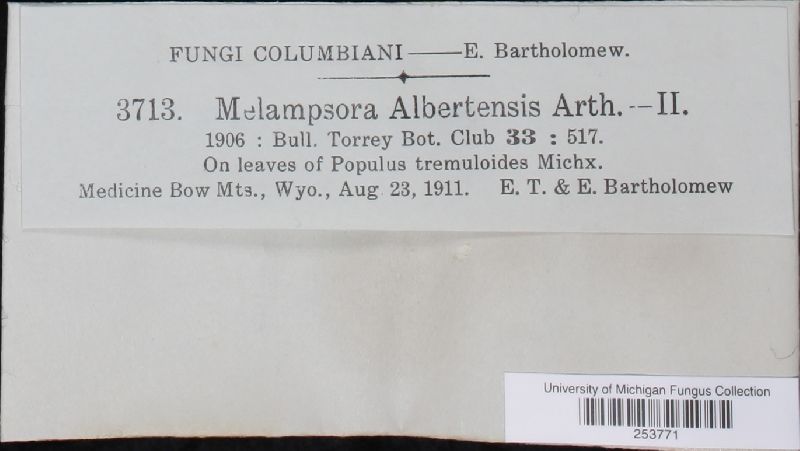 FUNGI COLUMBIANI——E. Bartholomew.
3713. Melampsora Albertensis Arth.--II.
1906 : Bull. Torrey Bot. Club 33 : 517.
On leaves of Populus tremuloides Michx.
Medicine Bow Mts., Wyo., Aug 23, 1911. E. T. & E. Bartholomew
University of Michigan Fungus Collection
253771